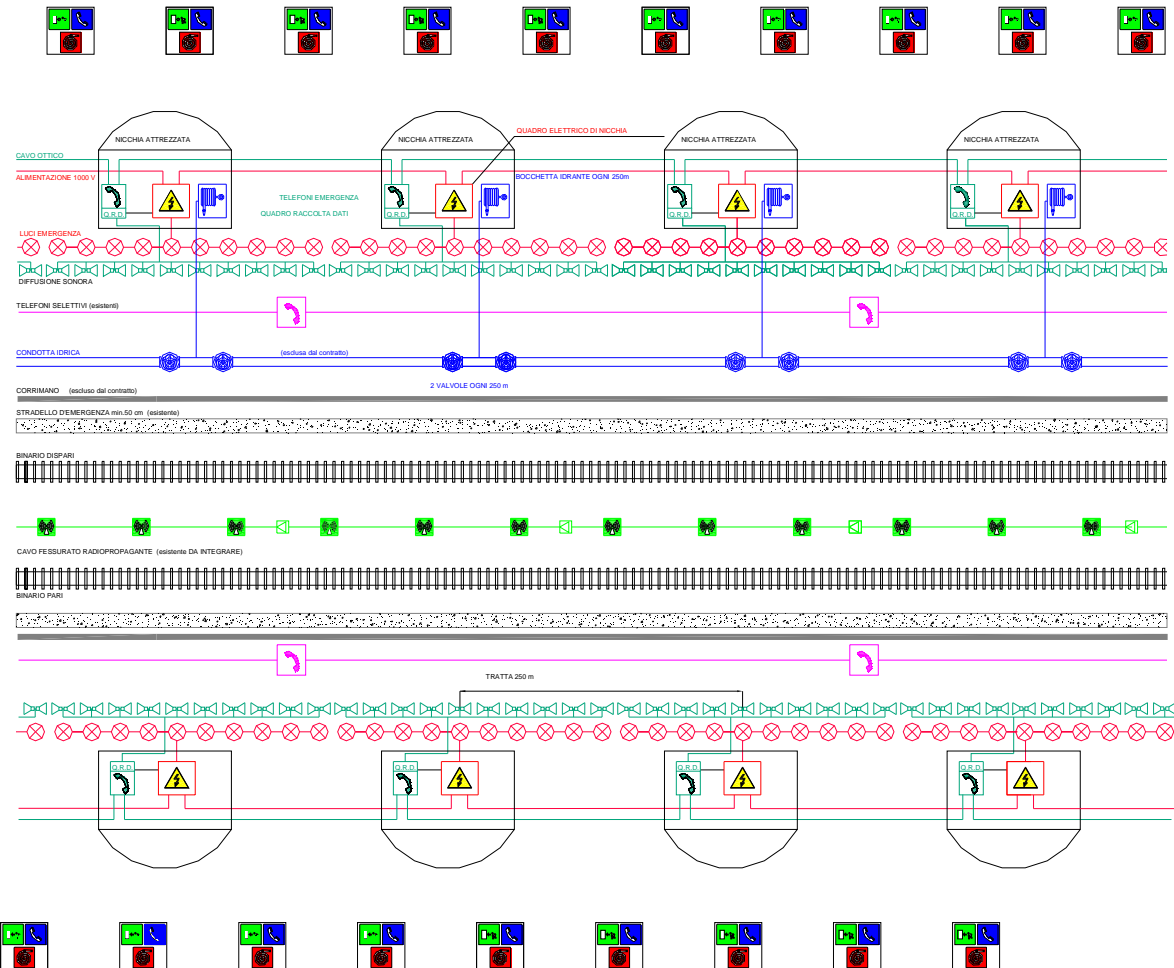 NICCHIA ATTREZZATA
NICCHIA ATTREZZATA
QUADRO ELETTRICO DI NICCHIA
NICCHIA ATTREZZATA
NICCHIA ATTREZZATA
CAVO OTTICO
ALIMENTAZIONE 1000 V
BOCCHETTA IDRANTE OGNI 250m
TELEFONI EMERGENZA
QUADRO RACCOLTA DATI
Q.R.D.
Q.R.D.
Q.R.D.
Q.R.D.
LUCI EMERGENZA
DIFFUSIONE SONORA
TELEFONI SELETTIVI (esistenti)
CONDOTTA IDRICA (esclusa dal contratto)
2 VALVOLE OGNI 250 m
CORRIMANO (escluso dal contratto)
STRADELLO D'EMERGENZA min.50 cm (esistente)
BINARIO DISPARI
CAVO FESSURATO RADIOPROPAGANTE (esistente DA INTEGRARE)
BINARIO PARI
TRATTA 250 m
Q.R.D.
Q.R.D.
Q.R.D.
Q.R.D.